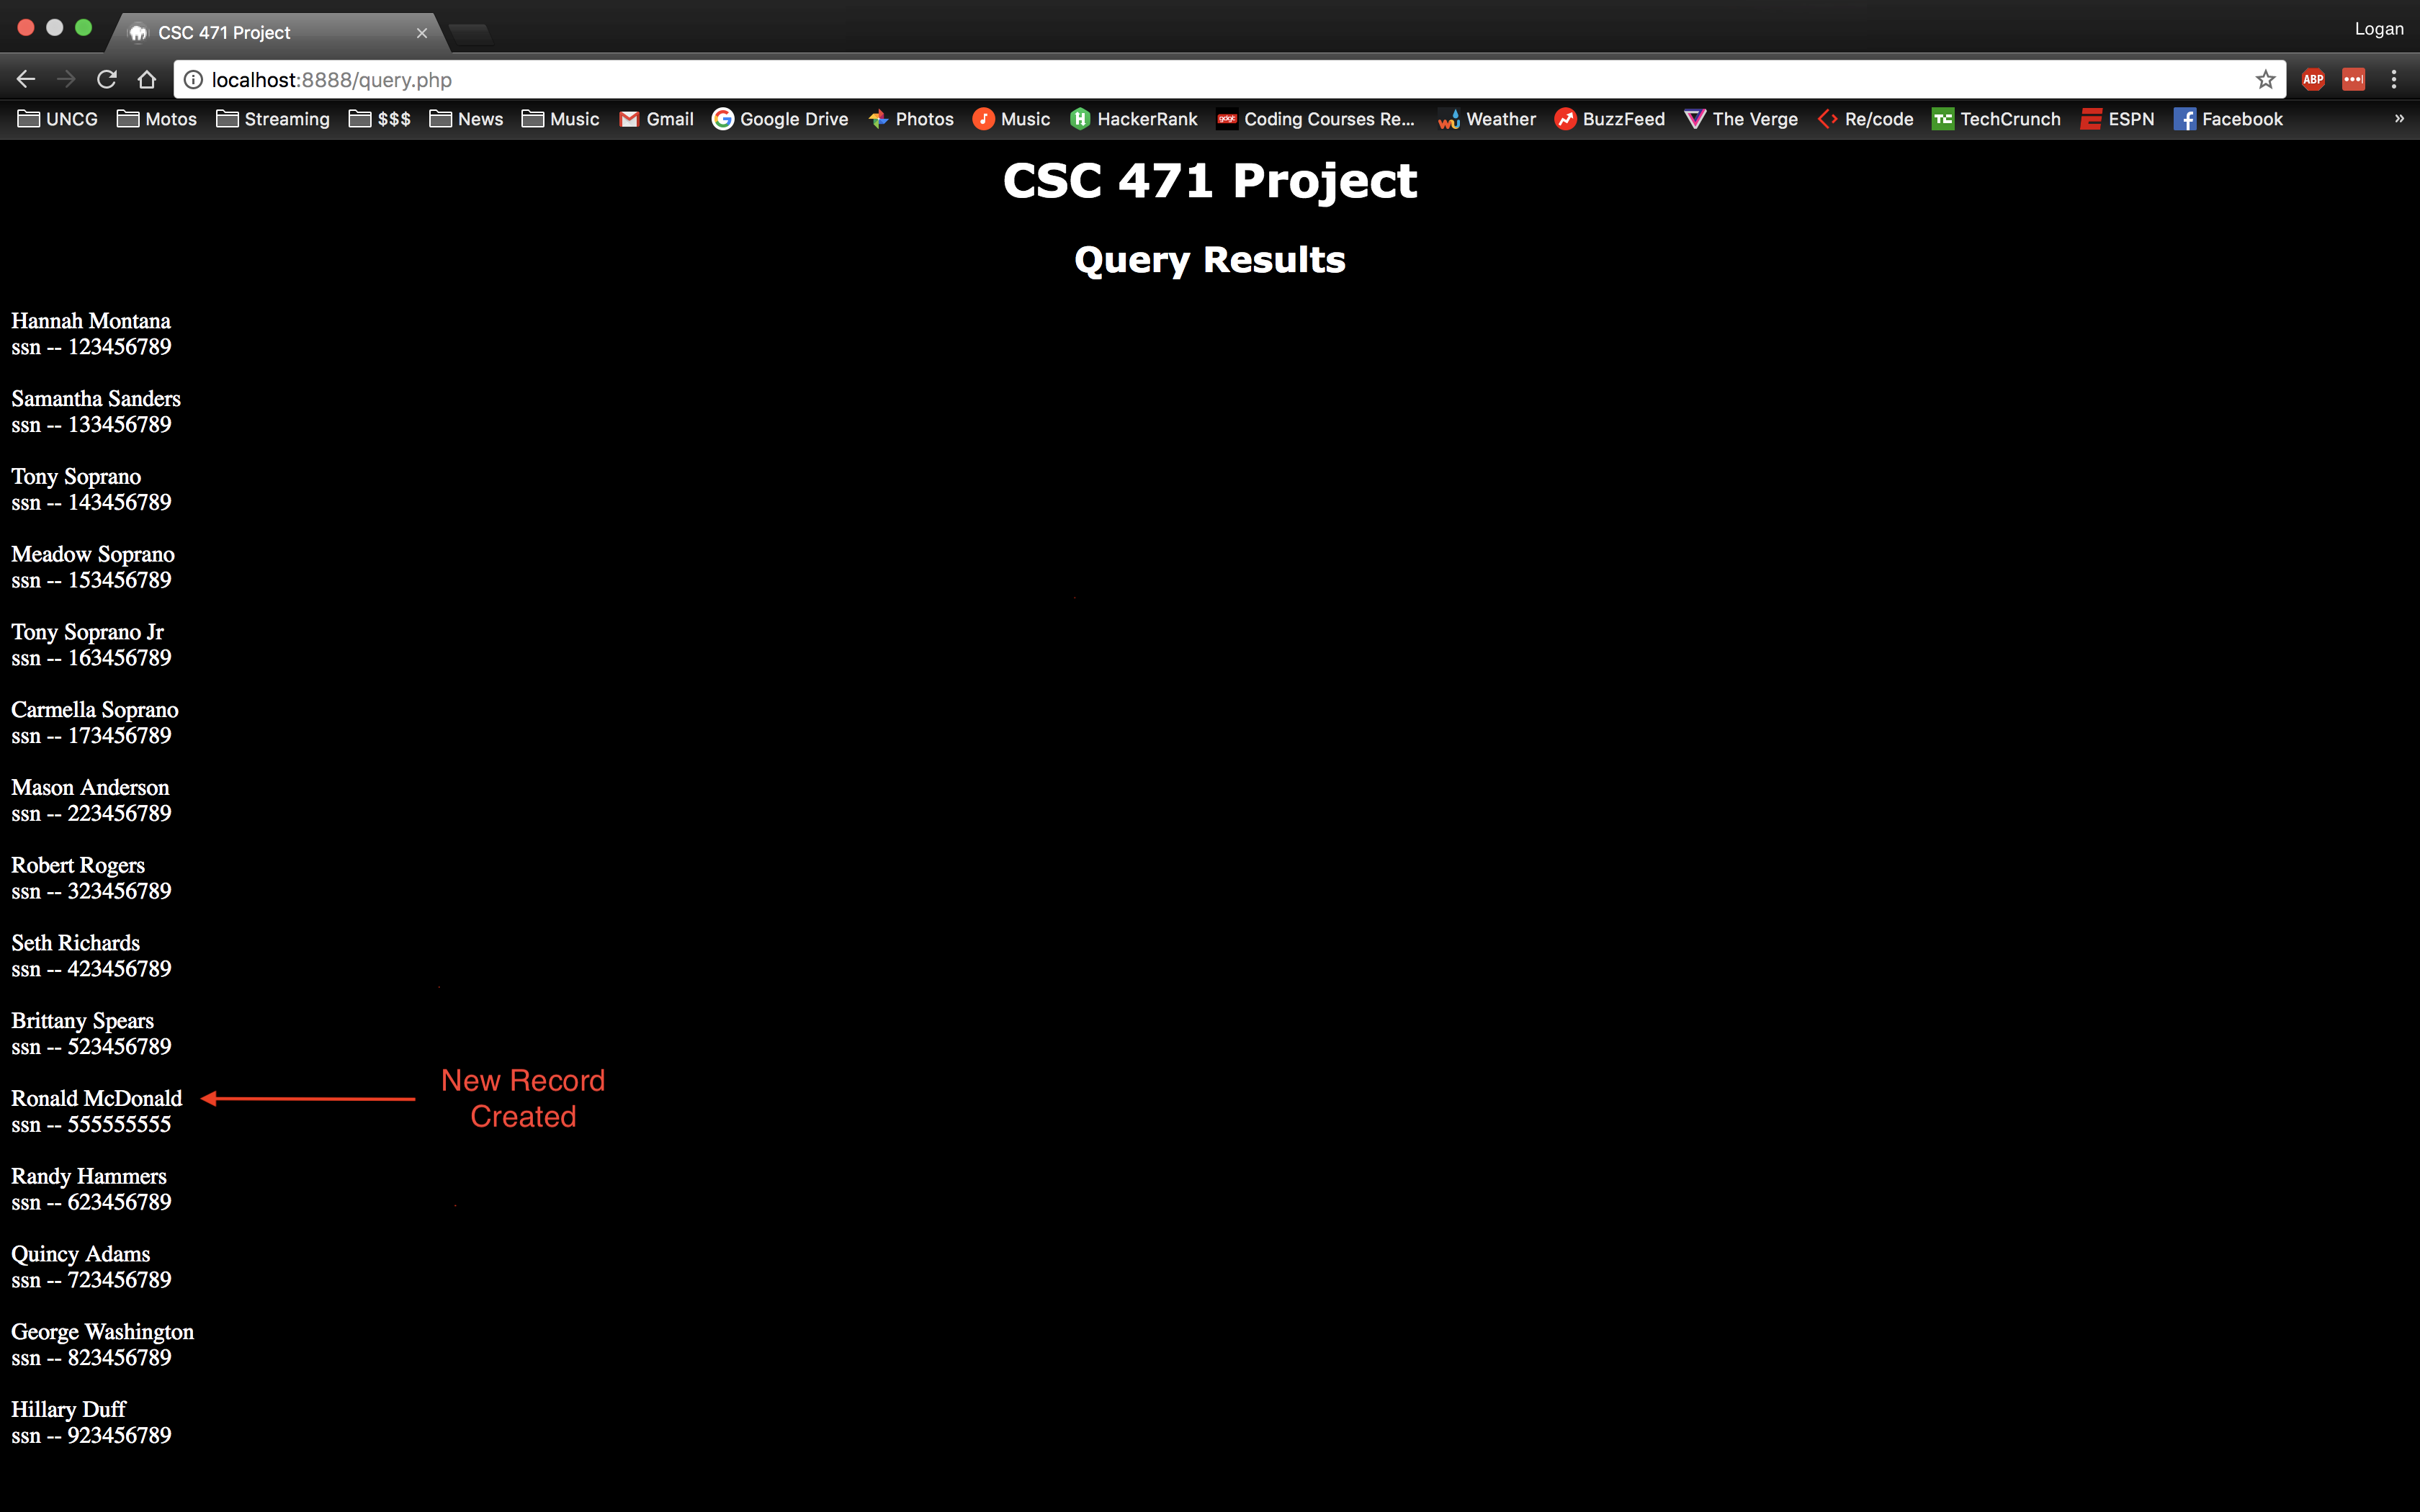 CSC 471 Project
Logan
localhost:8888/query.php
ABP
UNCG Motos Streaming $$$ News Music Gmail Google Drive Photos Music HackerRank Coding Courses Re... Weather BuzzFeed The Verge Re/code TechCrunch ESPN Facebook »
CSC 471 Project
Query Results
Hannah Montana
ssn -- 123456789
Samantha Sanders
ssn -- 133456789
Tony Soprano
ssn -- 143456789
Meadow Soprano
ssn -- 153456789
Tony Soprano Jr
ssn -- 163456789
Carmella Soprano
ssn -- 173456789
Mason Anderson
ssn -- 223456789
Robert Rogers
ssn -- 323456789
Seth Richards
ssn -- 423456789
Brittany Spears
ssn -- 523456789
Ronald McDonald
ssn -- 555555555
New Record
Created
Randy Hammers
ssn -- 623456789
Quincy Adams
ssn -- 723456789
George Washington
ssn -- 823456789
Hillary Duff
ssn -- 923456789